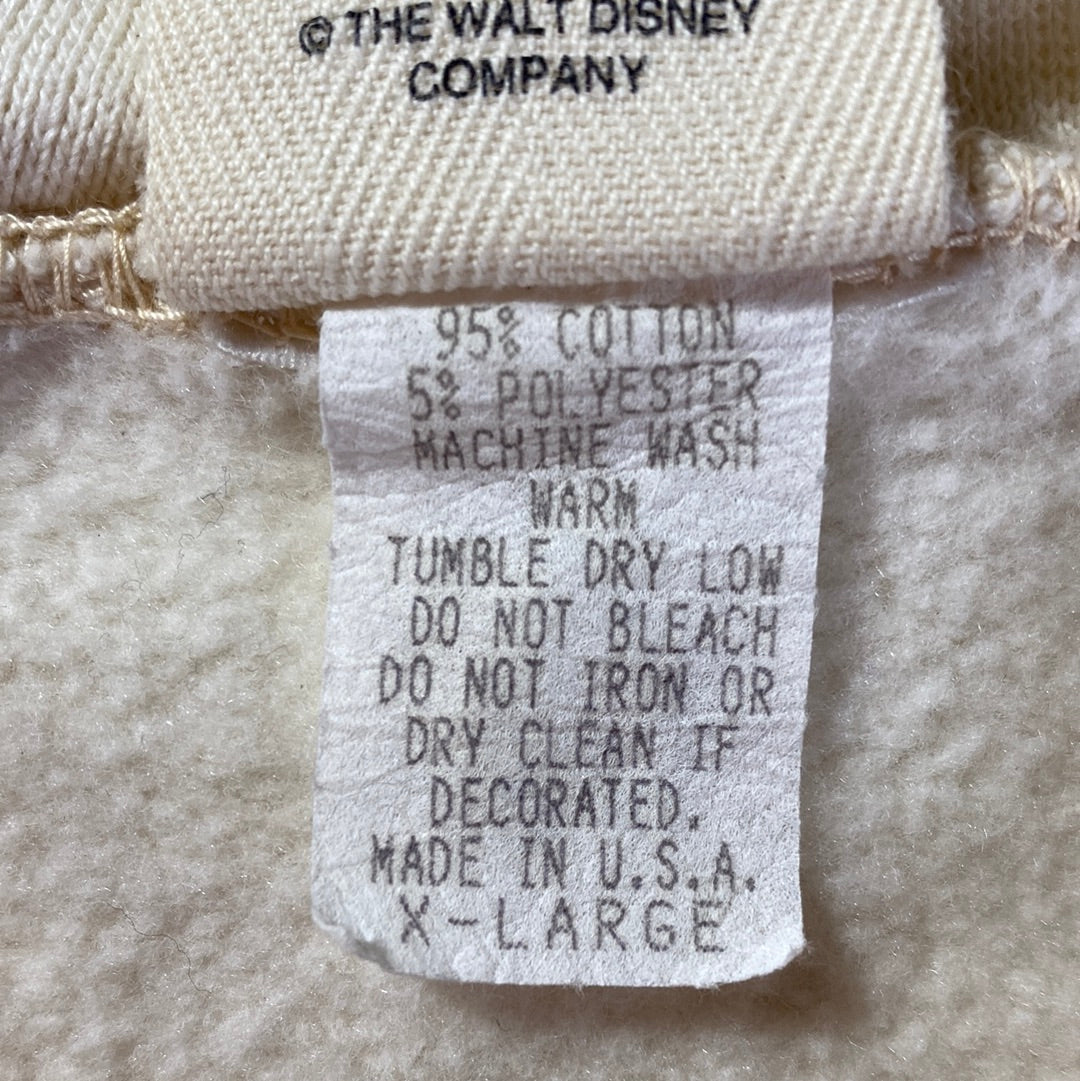 © THE WALT DISNEY
COMPANY
95% COTTON
5% POLYESTER
MACHINE WASH
WARM
TUMBLE DRY LOW
DO NOT BLEACH
DO NOT IRON OR
DRY CLEAN IF
DECORATED.
MADE IN U.S.A.
X-LARGE